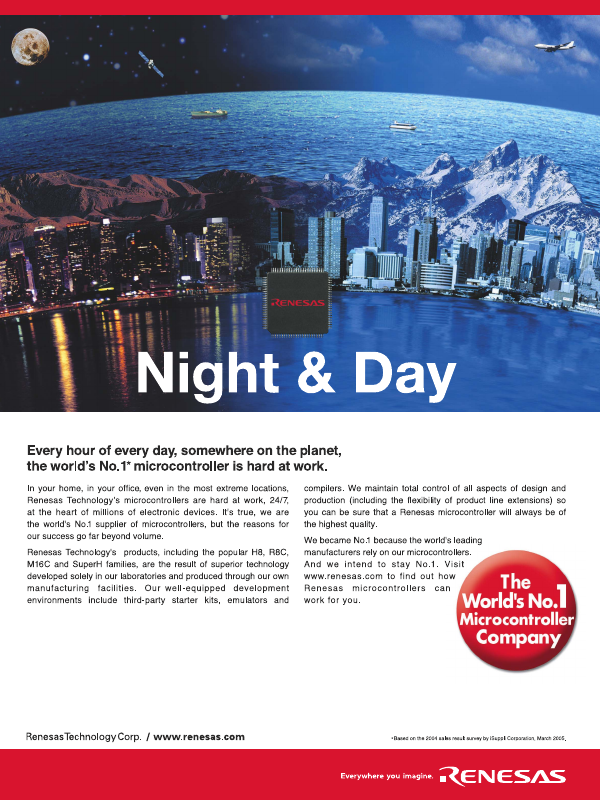 RENESAS
Night & Day
Every hour of every day, somewhere on the planet,
the world's No.1* microcontroller is hard at work.
In your home, in your office, even in the most extreme locations,
Renesas Technology's microcontrollers are hard at work, 24/7,
at the heart of millions of electronic devices. It's true, we are
the world's No.1 supplier of microcontrollers, but the reasons for
our success go far beyond volume.
Renesas Technology's products, including the popular H8, R8C,
M16C and SuperH families, are the result of superior technology
developed solely in our laboratories and produced through our own
manufacturing facilities. Our well-equipped development
environments include third-party starter kits, emulators and
compilers. We maintain total control of all aspects of design and
production (including the flexibility of product line extensions) so
you can be sure that a Renesas microcontroller will always be of
the highest quality.
We became No.1 because the world's leading
manufacturers rely on our microcontrollers.
And we intend to stay No.1. Visit
www.renesas.com to find out how
Renesas microcontrollers can
work for you.
The
World's No.1
Microcontroller
Company
Renesas Technology Corp. / www.renesas.com
*Based on the 2004 sales result survey by iSuppli Corporation, March 2005.
Everywhere you imagine. RENESAS